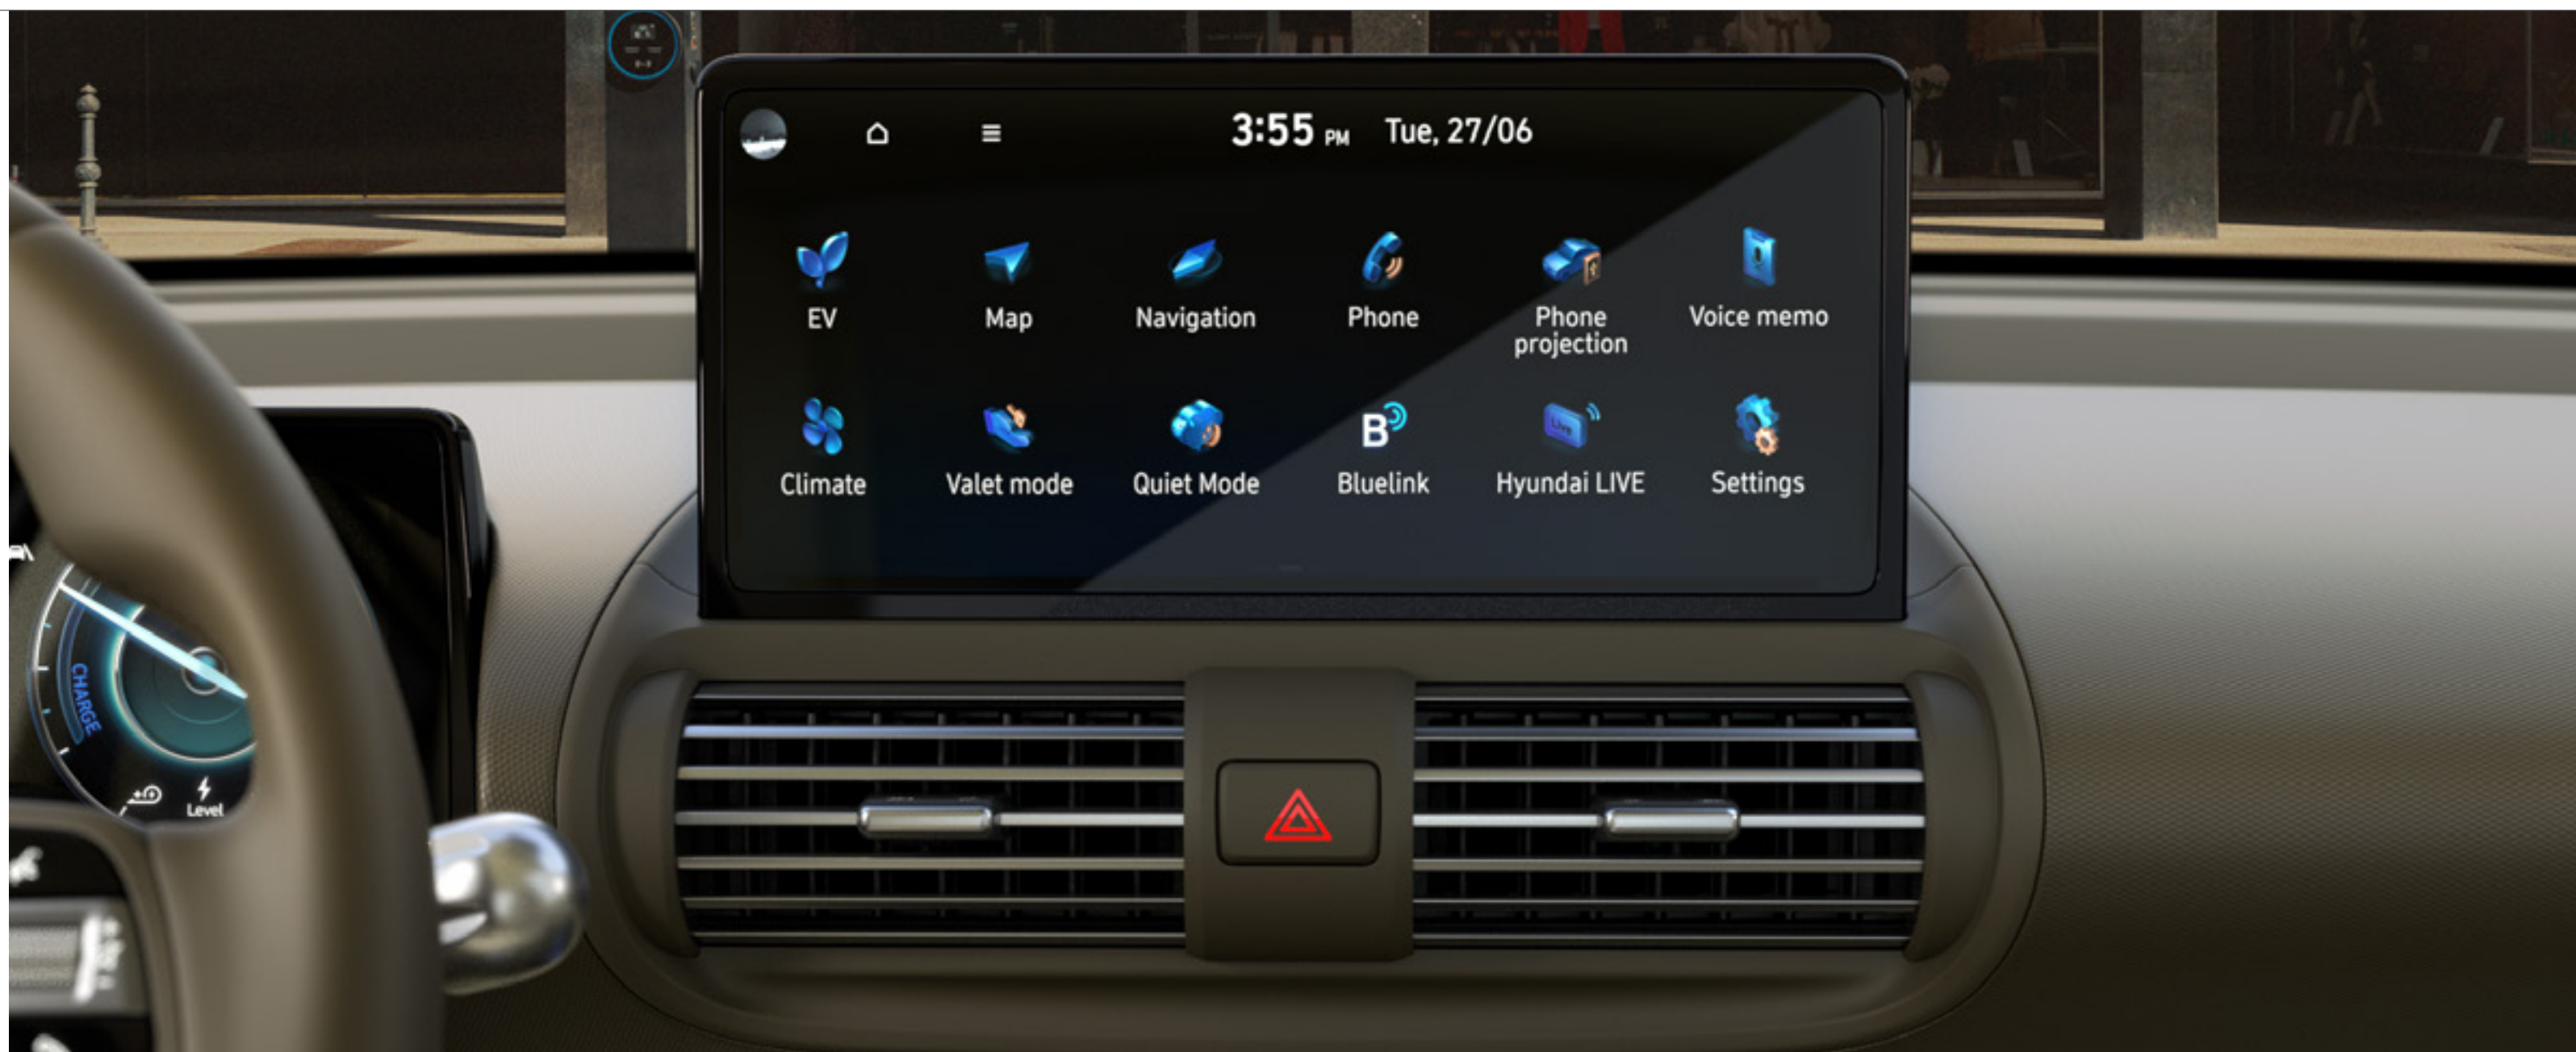 3:55 PM Tue, 27/06
EV
Map
Navigation
Phone
Phone
projection
Voice memo
Climate
Valet mode
Quiet Mode
B
Bluelink
Live
Hyundai LIVE
Settings
CHARGE
Level